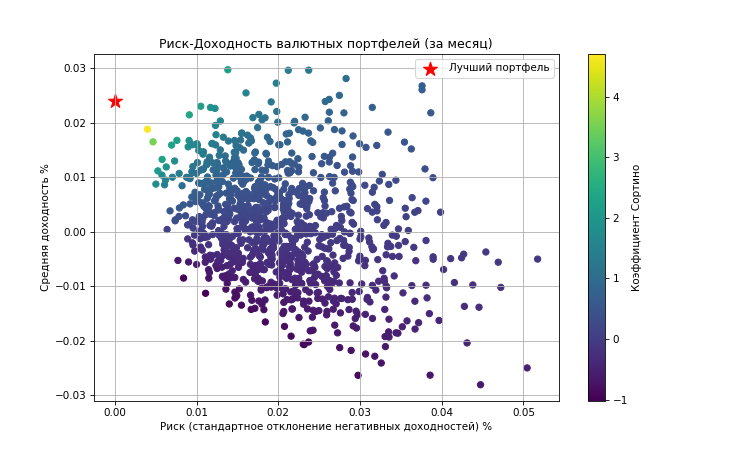 Риск-Доходность валютных портфелей (за месяц)
Лучший портфель
Средняя доходность %
0.03
0.02
0.01
0.00
−0.01
−0.02
−0.03
0.00 0.01 0.02 0.03 0.04 0.05
Риск (стандартное отклонение негативных доходностей) %
4
3
2
1
0
−1
Коэффициент Сортино